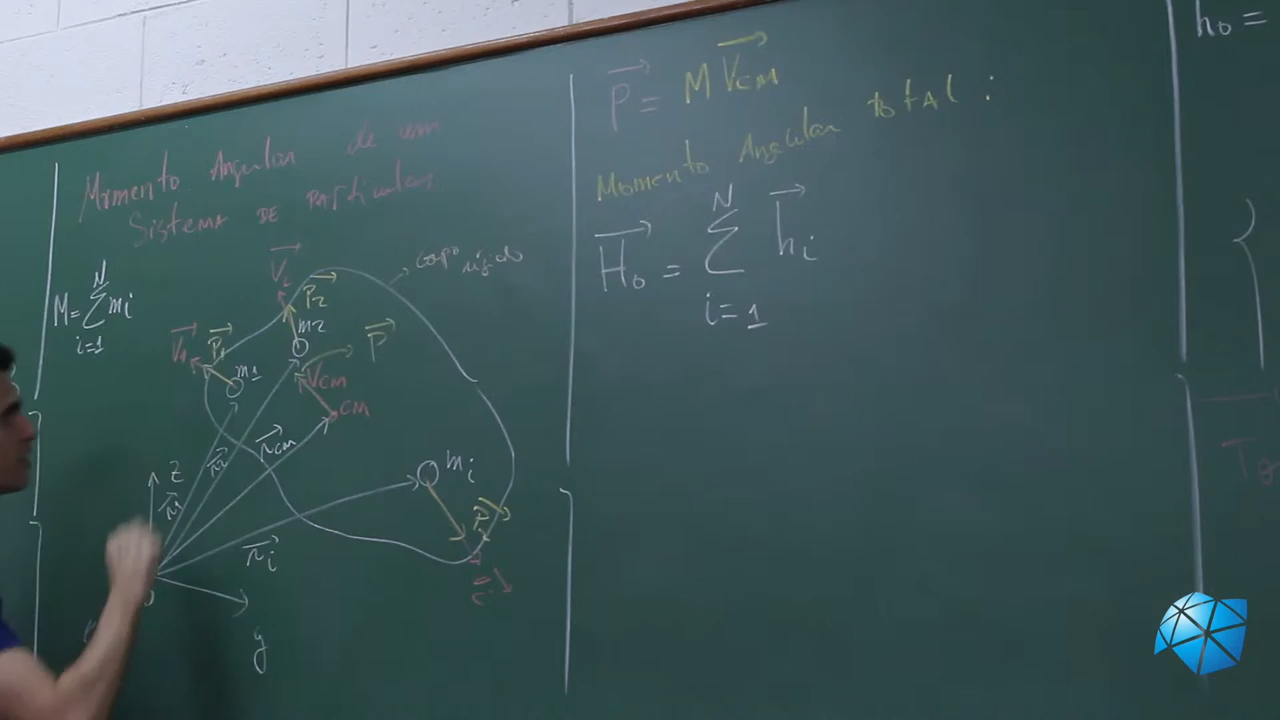 Momento Angular de um
Sistema DE Partículas
M = N Σ i=1 mi
V2
P2
m2
corpo rígido
V1
P1
m1
VCM
P
CM
rcm
mi
Pi
ri
z
y
P = M VCM
Momento Angular total :
Ho = N Σ i=1 hi
ho =